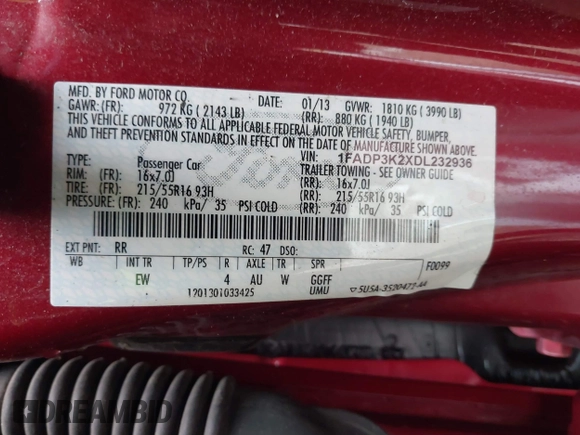 MFD. BY FORD MOTOR CO. DATE: 01/13 GVWR: 1810 KG ( 3990 LB)
GAWR: (FR): 972 KG ( 2143 LB) (RR): 880 KG ( 1940 LB)
THIS VEHICLE CONFORMS TO ALL APPLICABLE FEDERAL MOTOR VEHICLE SAFETY, BUMPER,
AND THEFT PREVENTION STANDARDS IN EFFECT ON THE DATE OF MANUFACTURE SHOWN ABOVE.
VIN: 1FADP3K2XDL232936
TYPE: Passenger Car TRAILER TOWING - SEE OWNER GUIDE
RIM: (FR): 16x7.0J (RR): 16x7.0J
TIRE: (FR): 215/55R16 93H (RR): 215/55R16 93H
PRESSURE: (FR): 240 kPa/ 35 PSI COLD (RR): 240 kPa/ 35 PSI COLD
EXT PNT: RR RC: 47 DSO:
WB INT TR TP/PS R AXLE TR SPR F0099
EW 4 AU W GGFF
1201301033425 UMU
Ford
DREAMBID